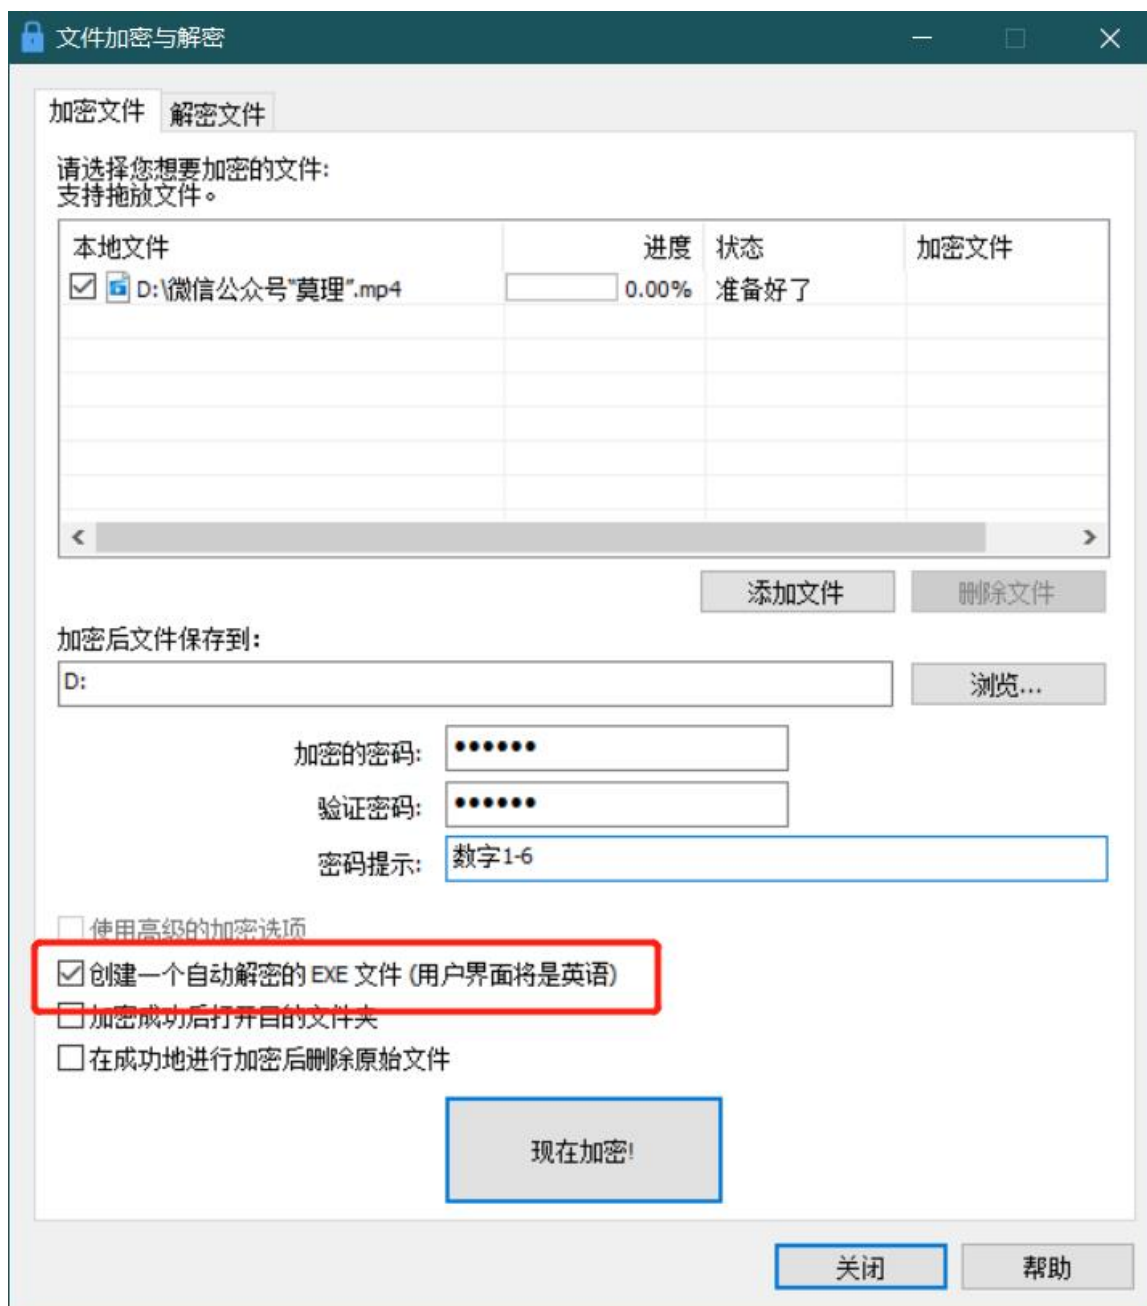 文件加密与解密
加密文件 解密文件
请选择您想要加密的文件:
支持拖放文件。
本地文件 进度 状态 加密文件
D:\微信公众号"莫理".mp4 0.00% 准备好了
添加文件 删除文件
加密后文件保存到:
D: 浏览...
加密的密码: ••••••
验证密码: ••••••
密码提示: 数字1-6
使用高级的加密选项
创建一个自动解密的 EXE 文件 (用户界面将是英语)
加密成功后打开目的文件夹
在成功地进行加密后删除原始文件
现在加密!
关闭 帮助